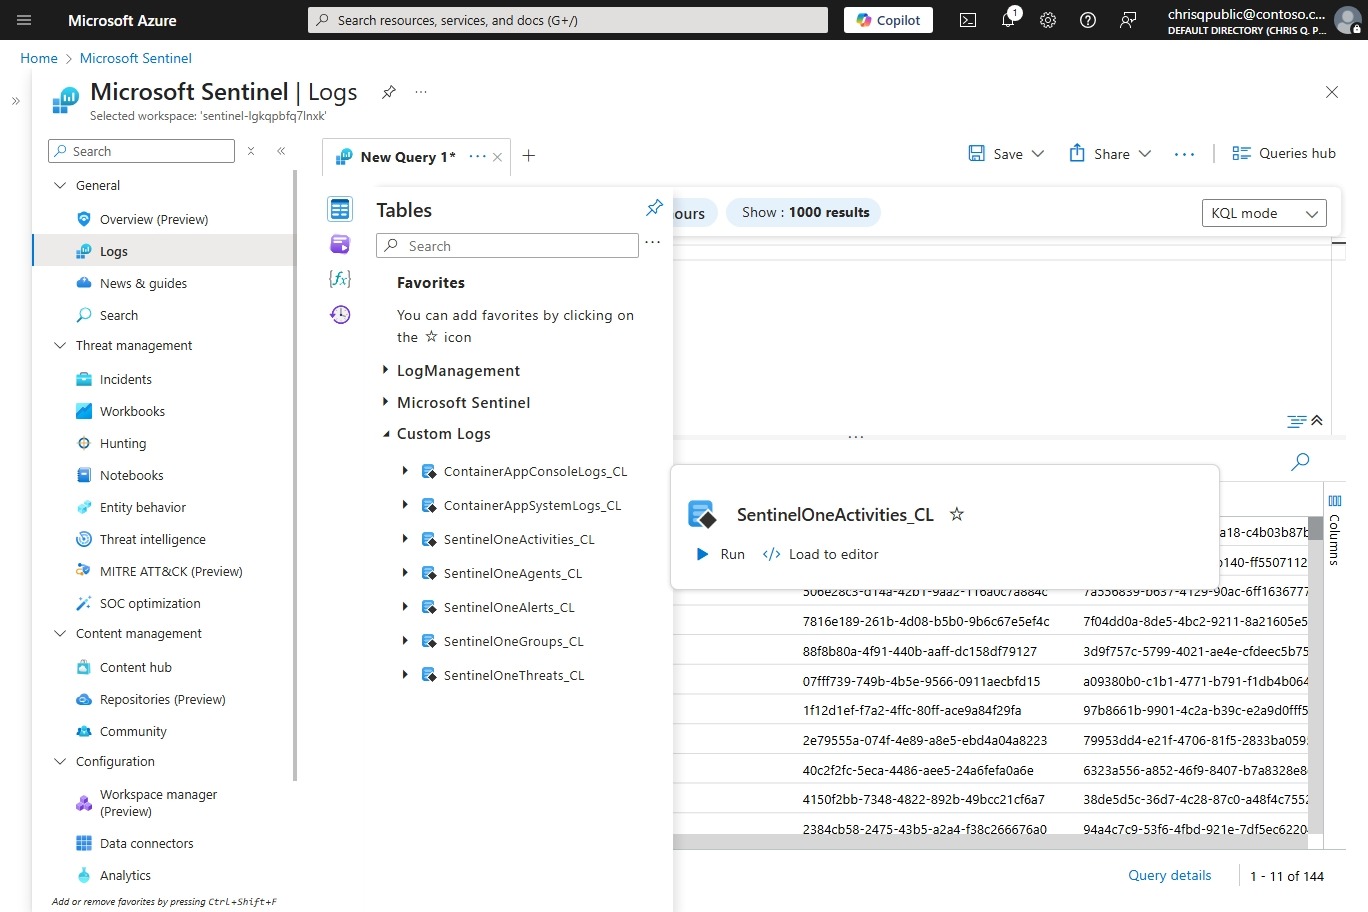 Microsoft Azure
Search resources, services, and docs (G+/)
Copilot
1
chrisqpublic@contoso.c...
DEFAULT DIRECTORY (CHRIS Q. P...
Home > Microsoft Sentinel
Microsoft Sentinel | Logs
Selected workspace: 'sentinel-lgkqpbfq7lnxk'
Search
General
Overview (Preview)
Logs
News & guides
Search
Threat management
Incidents
Workbooks
Hunting
Notebooks
Entity behavior
Threat intelligence
MITRE ATT&CK (Preview)
SOC optimization
Content management
Content hub
Repositories (Preview)
Community
Configuration
Workspace manager
(Preview)
Data connectors
Analytics
Add or remove favorites by pressing Ctrl+Shift+F
New Query 1*
Save
Share
Queries hub
ours
Show : 1000 results
KQL mode
Tables
Search
Favorites
You can add favorites by clicking on
the ☆ icon
LogManagement
Microsoft Sentinel
Custom Logs
ContainerAppConsoleLogs_CL
ContainerAppSystemLogs_CL
SentinelOneActivities_CL
SentinelOneAgents_CL
SentinelOneAlerts_CL
SentinelOneGroups_CL
SentinelOneThreats_CL
SentinelOneActivities_CL
Run
Load to editor
Columns
a18-c4b03b87b
140-ff5507112
506e28c3-d14a-42b1-9aa2-116a0c7a884c 7a556839-b637-4129-90ac-6ff1636777
7816e189-261b-4d08-b5b0-9b6c67e5ef4c 7f04dd0a-8de5-4bc2-9211-8a21605e5
88f8b80a-4f91-440b-aaff-dc158df79127 3d9f757c-5799-4021-ae4e-cfdeec5b75
07fff739-749b-4b5e-9566-0911aecbfd15 a09380b0-c1b1-4771-b791-f1db4b064
1f12d1ef-f7a2-4ffc-80ff-ace9a84f29fa 97b8661b-9901-4c2a-b39c-e2a9d0fff5
2e79555a-074f-4e89-a8e5-ebd4a04a8223 79953dd4-e21f-4706-81f5-2833ba059
40c2f2fc-5eca-4486-aee5-24a6fefa0a6e 6323a556-a852-46f9-8407-b7a8328e8
4150f2bb-7348-4822-892b-49bcc21cf6a7 38de5d5c-36d7-4c28-87c0-a48f4c7552
2384cb58-2475-43b5-a2a4-f38c266676a0 94a4c7c9-53f6-4fbd-921e-7df5ec6220
Query details
1 - 11 of 144